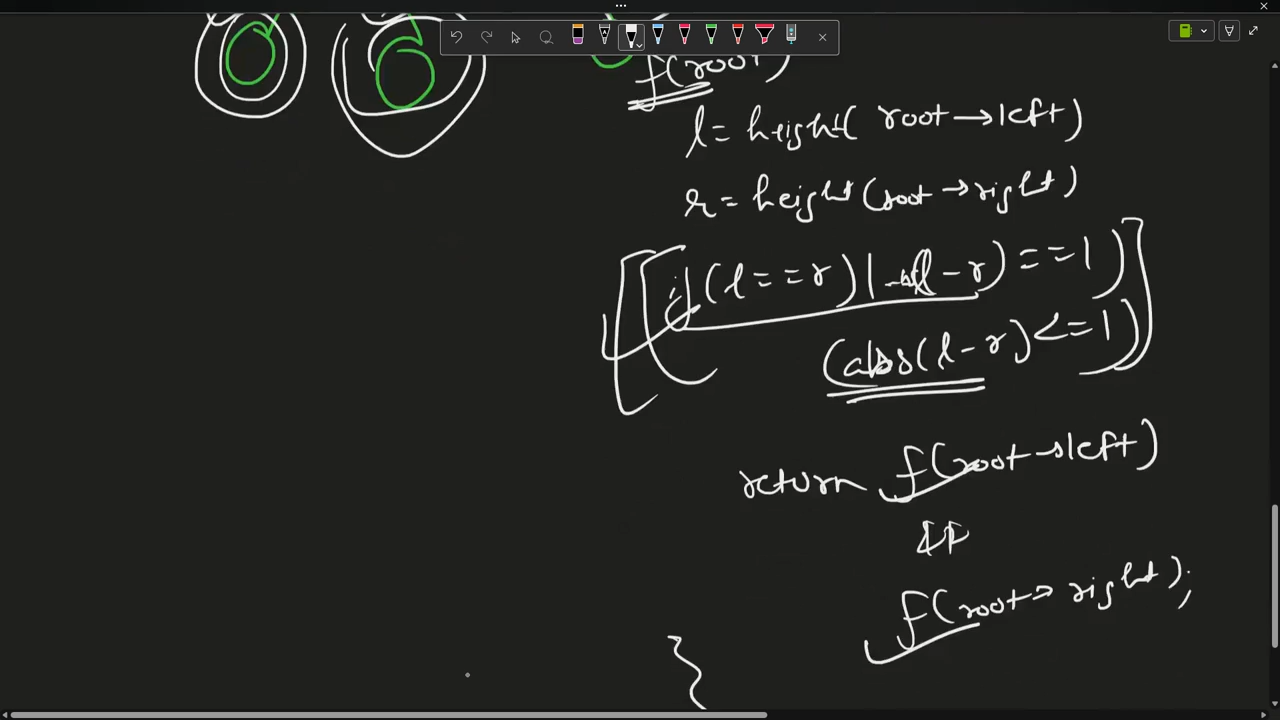 f(root)
l = height( root → left)
r = height (root → right)
if (l == r) | (l - r) == 1)
(abs(l - r) <= 1)
return f(root → left)
&&
f(root → right);
}